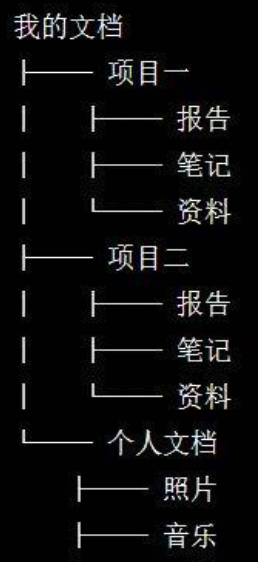 我的文档
├── 项目一
│   ├── 报告
│   ├── 笔记
│   └── 资料
├── 项目二
│   ├── 报告
│   ├── 笔记
│   └── 资料
└── 个人文档
    ├── 照片
    ├── 音乐